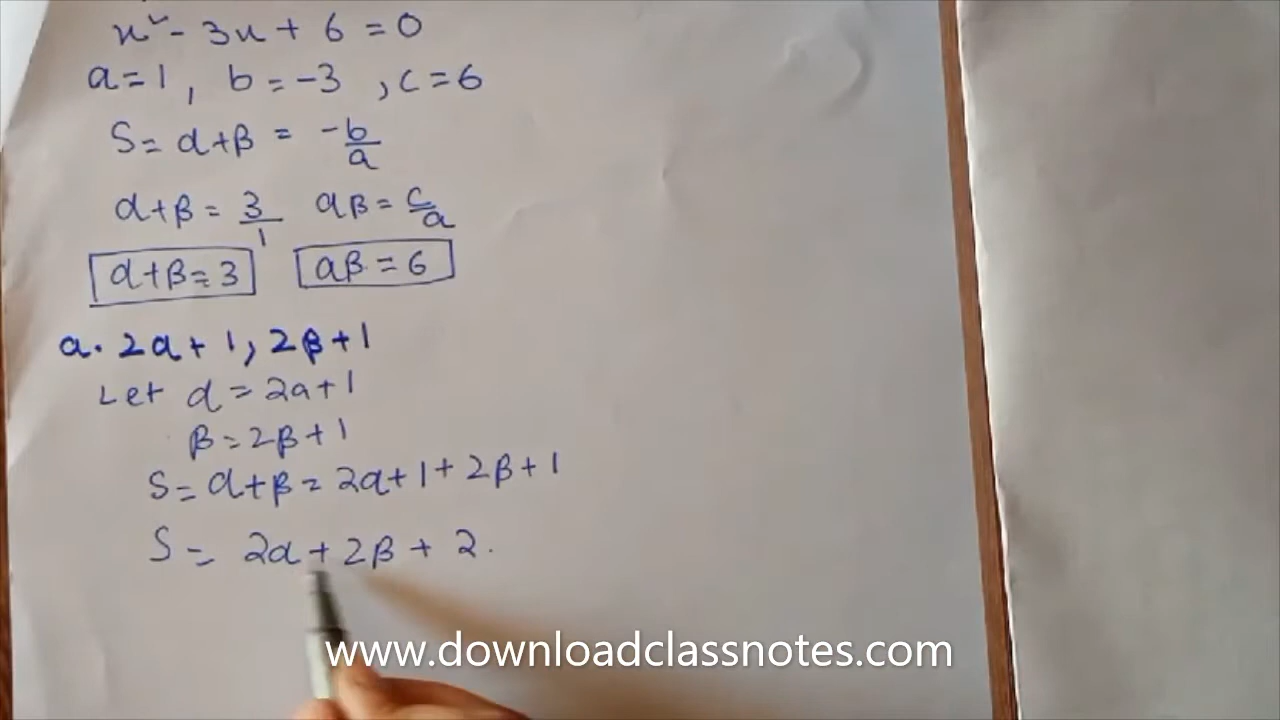 x² - 3x + 6 = 0
a = 1 , b = -3 , c = 6
S = α+β = -b/a
α+β = 3/1 αβ = c/a
α+β = 3 αβ = 6
a. 2α + 1, 2β + 1
Let α = 2α + 1
β = 2β + 1
S = α+β = 2α + 1 + 2β + 1
S = 2α + 2β + 2.
www.downloadclassnotes.com